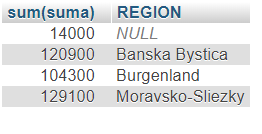 sum(suma) REGION
14000 NULL
120900 Banska Bystica
104300 Burgenland
129100 Moravsko-Sliezky